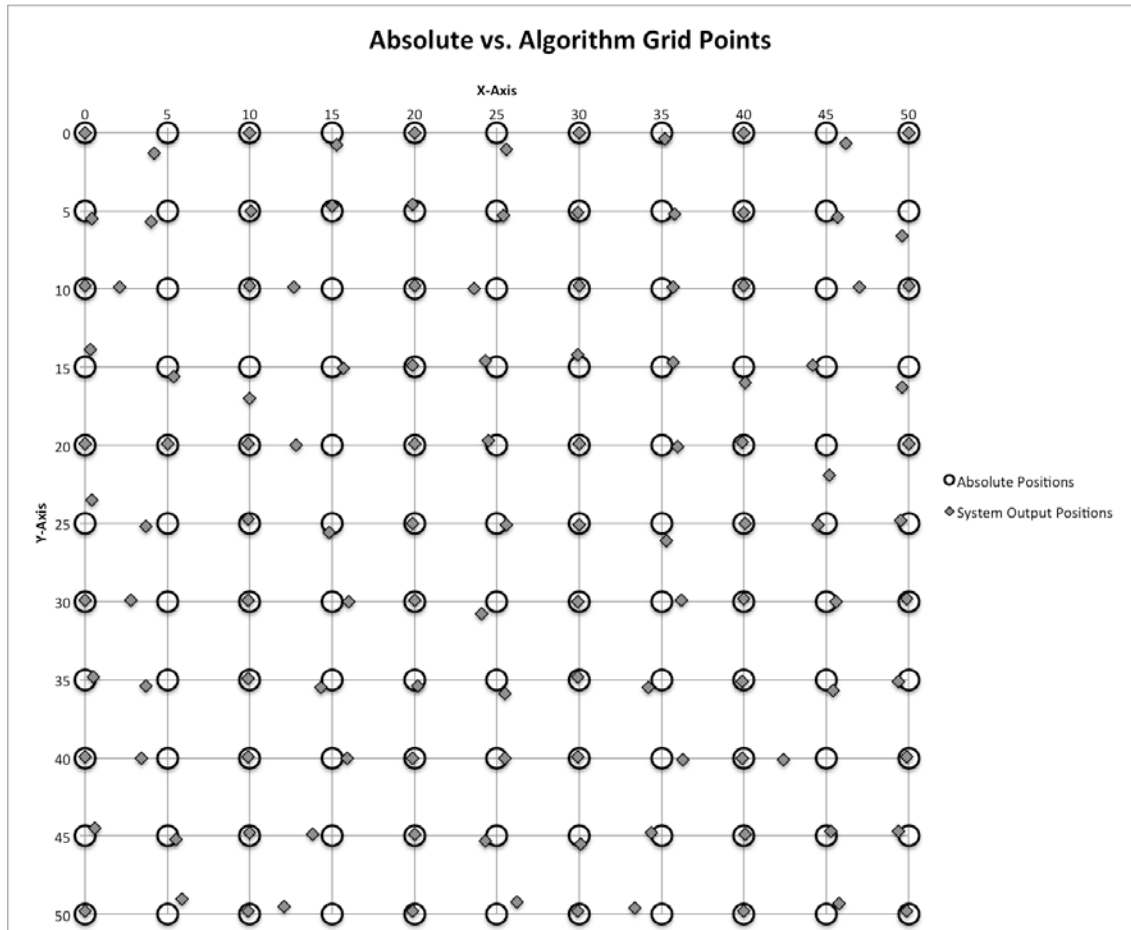 Absolute vs. Algorithm Grid Points
X-Axis
0 5 10 15 20 25 30 35 40 45 50
0
5
10
15
20
Y-Axis
25
30
35
40
45
50
Absolute Positions
System Output Positions